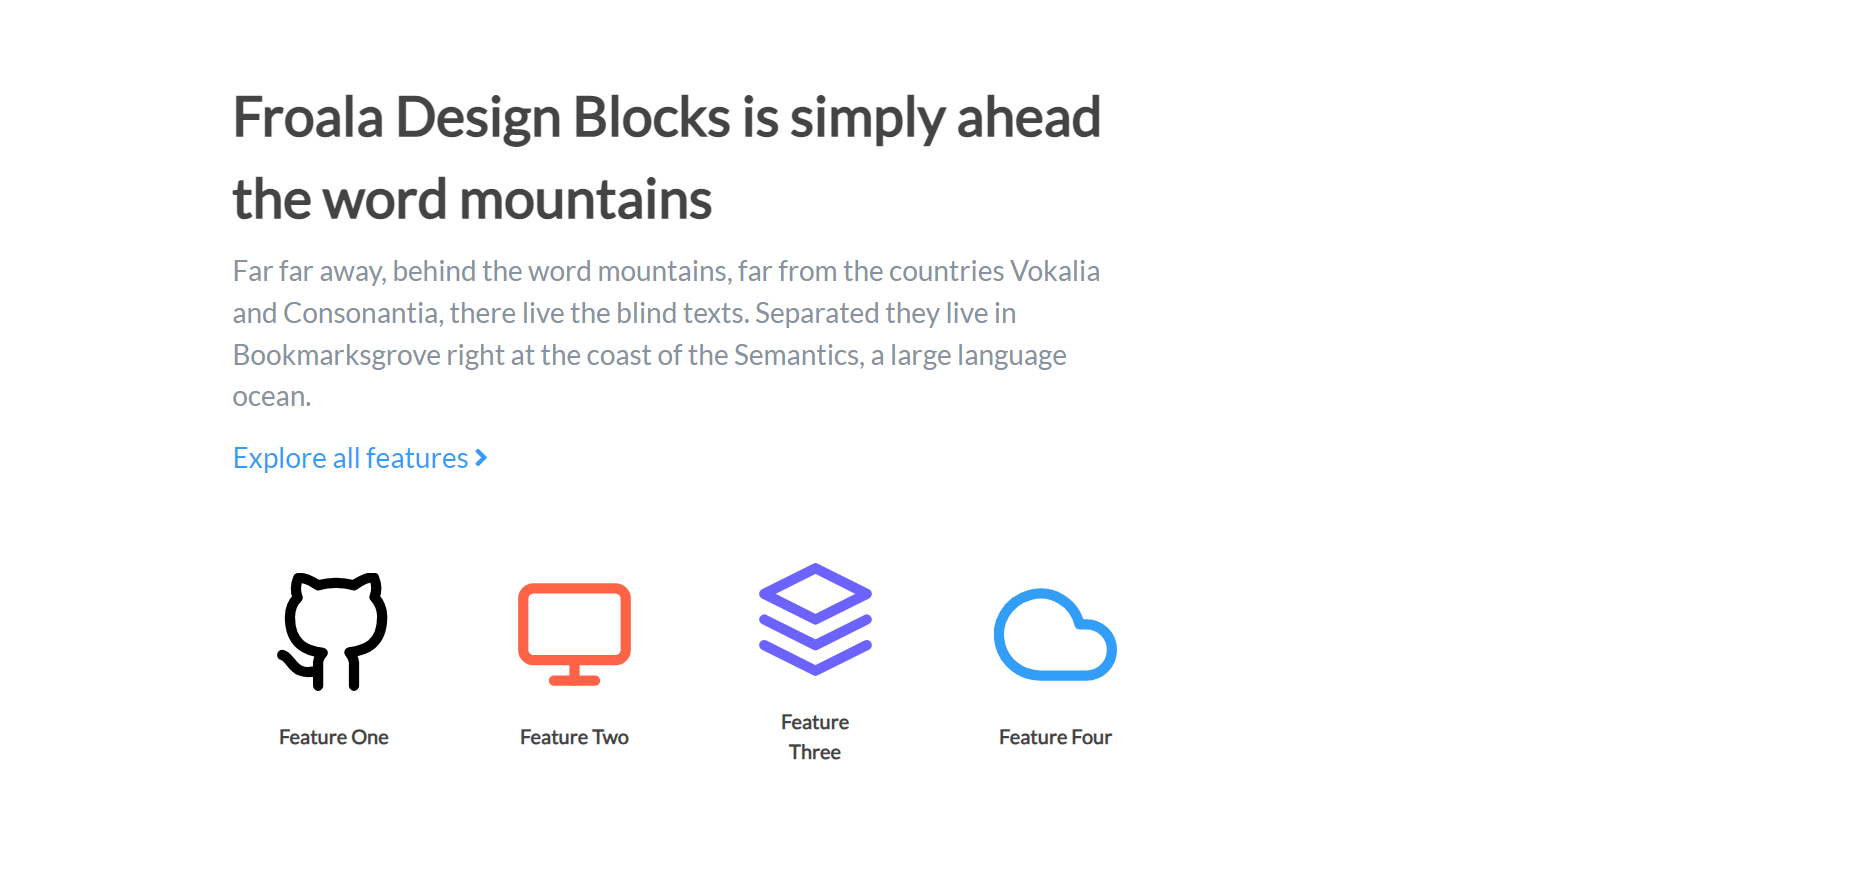 Froala Design Blocks is simply ahead
the word mountains
Far far away, behind the word mountains, far from the countries Vokalia
and Consonantia, there live the blind texts. Separated they live in
Bookmarksgrove right at the coast of the Semantics, a large language
ocean.
Explore all features
Feature One
Feature Two
Feature
Three
Feature Four